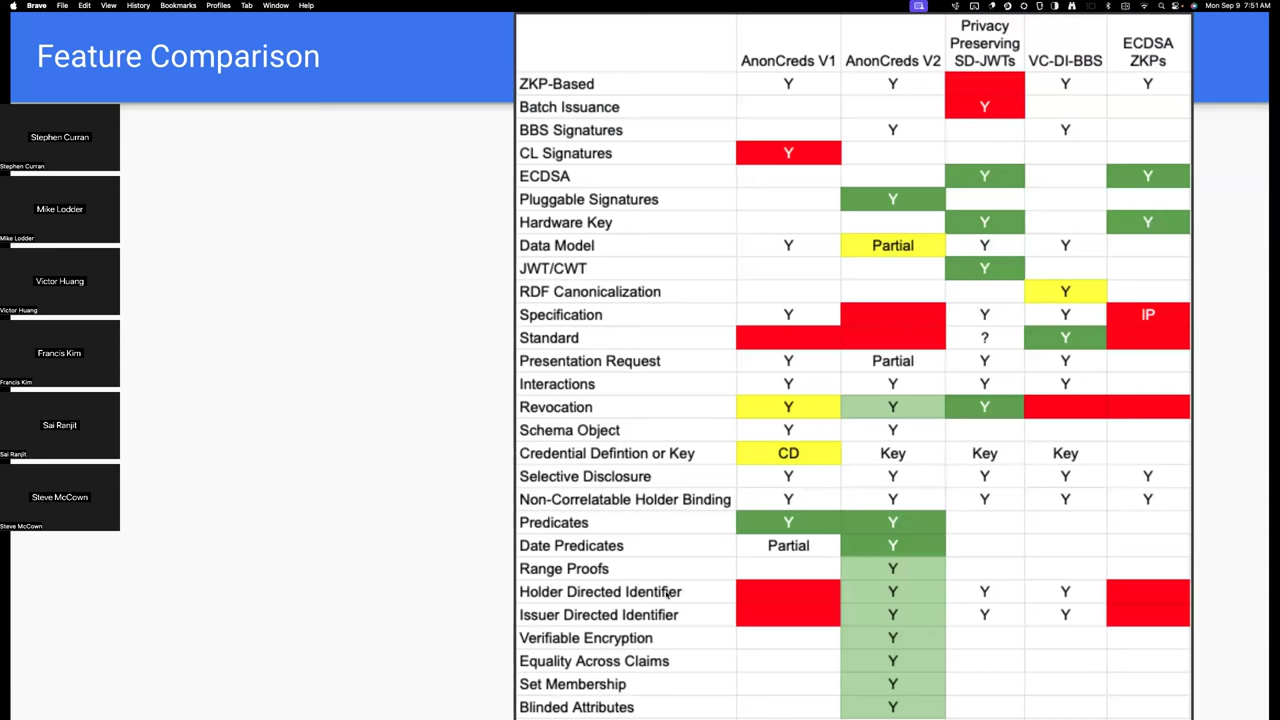 Brave File Edit View History Bookmarks Profiles Tab Window Help Mon Sep 9 7:51 AM
Feature Comparison
Stephen Curran
Stephen Curran
Mike Lodder
Mike Lodder
Victor Huang
Victor Huang
Francis Kim
Francis Kim
Sai Ranjit
Sai Ranjit
Steve McCown
Steve McCown
AnonCreds V1 AnonCreds V2 Privacy Preserving SD-JWTs VC-DI-BBS ECDSA ZKPs
ZKP-Based Y Y Y Y
Batch Issuance Y
BBS Signatures Y Y
CL Signatures Y
ECDSA Y Y
Pluggable Signatures Y
Hardware Key Y Y
Data Model Y Partial Y Y
JWT/CWT Y
RDF Canonicalization Y
Specification Y Y Y IP
Standard ? Y
Presentation Request Y Partial Y Y
Interactions Y Y Y Y
Revocation Y Y Y
Schema Object Y Y
Credential Defintion or Key CD Key Key Key
Selective Disclosure Y Y Y Y Y
Non-Correlatable Holder Binding Y Y Y Y Y
Predicates Y Y
Date Predicates Partial Y
Range Proofs Y
Holder Directed Identifier Y Y Y
Issuer Directed Identifier Y Y Y
Verifiable Encryption Y
Equality Across Claims Y
Set Membership Y
Blinded Attributes Y